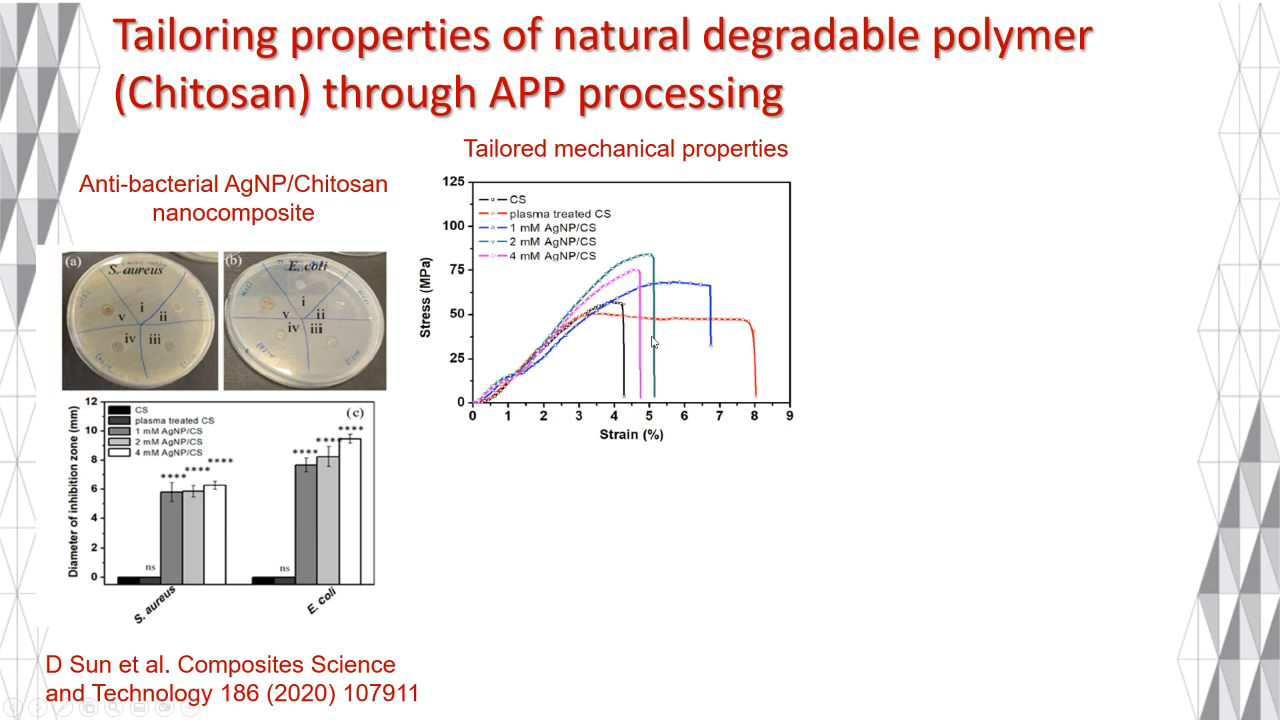 Tailoring properties of natural degradable polymer
(Chitosan) through APP processing
Tailored mechanical properties
Anti-bacterial AgNP/Chitosan
nanocomposite
(a)
S. aureus
i
ii
iii
iv
v
(b)
E. coli
i
ii
iii
iv
v
(c)
CS
plasma treated CS
1 mM AgNP/CS
2 mM AgNP/CS
4 mM AgNP/CS
Diameter of inhibition zone (mm)
12
10
8
6
4
2
0
ns
****
****
****
ns
****
****
****
S. aureus
E. coli
CS
plasma treated CS
1 mM AgNP/CS
2 mM AgNP/CS
4 mM AgNP/CS
Stress (MPa)
125
100
75
50
25
0
0 1 2 3 4 5 6 7 8 9
Strain (%)
D Sun et al. Composites Science
and Technology 186 (2020) 107911